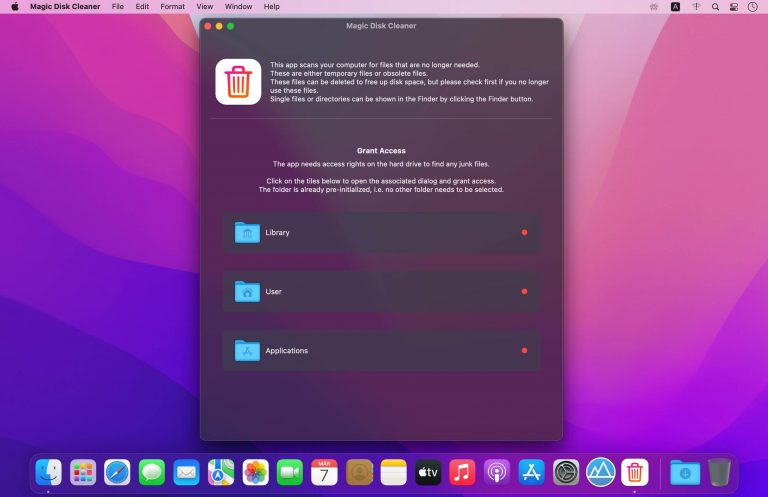 Magic Disk Cleaner File Edit Format View Window Help
A
Magic Disk Cleaner
This app scans your computer for files that are no longer needed.
These are either temporary files or obsolete files.
These files can be deleted to free up disk space, but please check first if you no longer
use these files.
Single files or directories can be shown in the Finder by clicking the Finder button.
Grant Access
The app needs access rights on the hard drive to find any junk files.
Click on the tiles below to open the associated dialog and grant access.
The folder is already pre-initialized, i.e. no other folder needs to be selected.
Library
User
Applications
MAR
7
tv